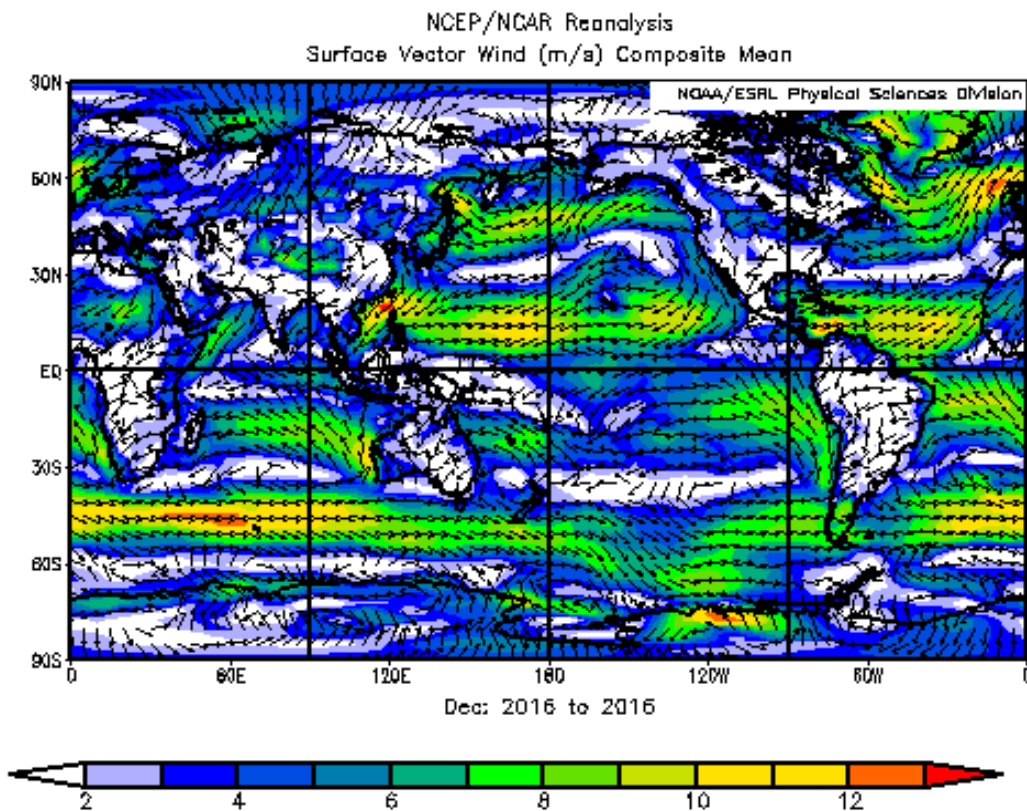 NCEP/NCAR Reanalysis
Surface Vector Wind (m/s) Composite Mean
NOAA/ESRL Physical Sciences Division
90N
60N
30N
EQ
30S
60S
90S
0 60E 120E 180 120W 60W 0
Dec: 2016 to 2016
2 4 6 8 10 12